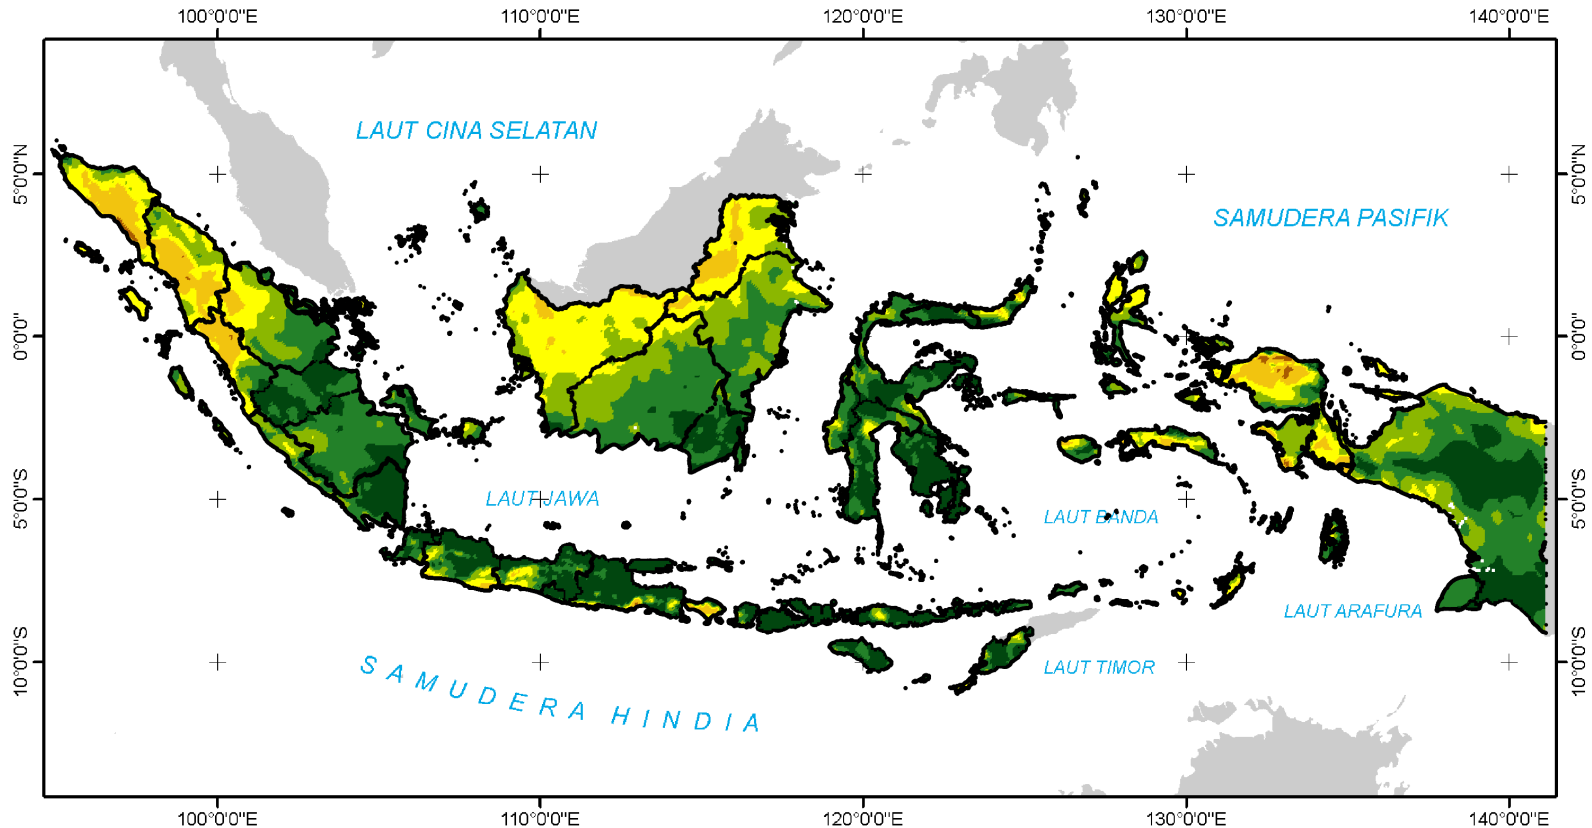 100°0'0"E 110°0'0"E 120°0'0"E 130°0'0"E 140°0'0"E
LAUT CINA SELATAN
5°0'0"N 5°0'0"N
SAMUDERA PASIFIK
0°0'0" 0°0'0"
5°0'0"S 5°0'0"S
LAUT JAWA
LAUT BANDA
LAUT ARAFURA
10°0'0"S 10°0'0"S
LAUT TIMOR
SAMUDERA HINDIA
100°0'0"E 110°0'0"E 120°0'0"E 130°0'0"E 140°0'0"E